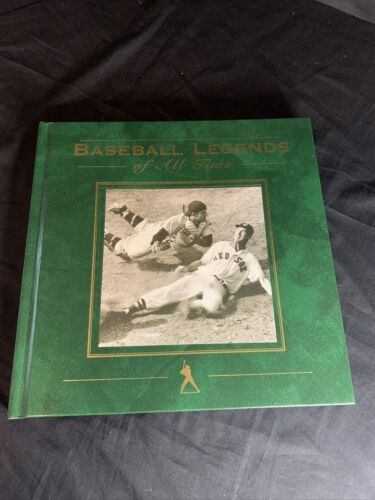 BASEBALL LEGENDS
of All Time
RED SOX